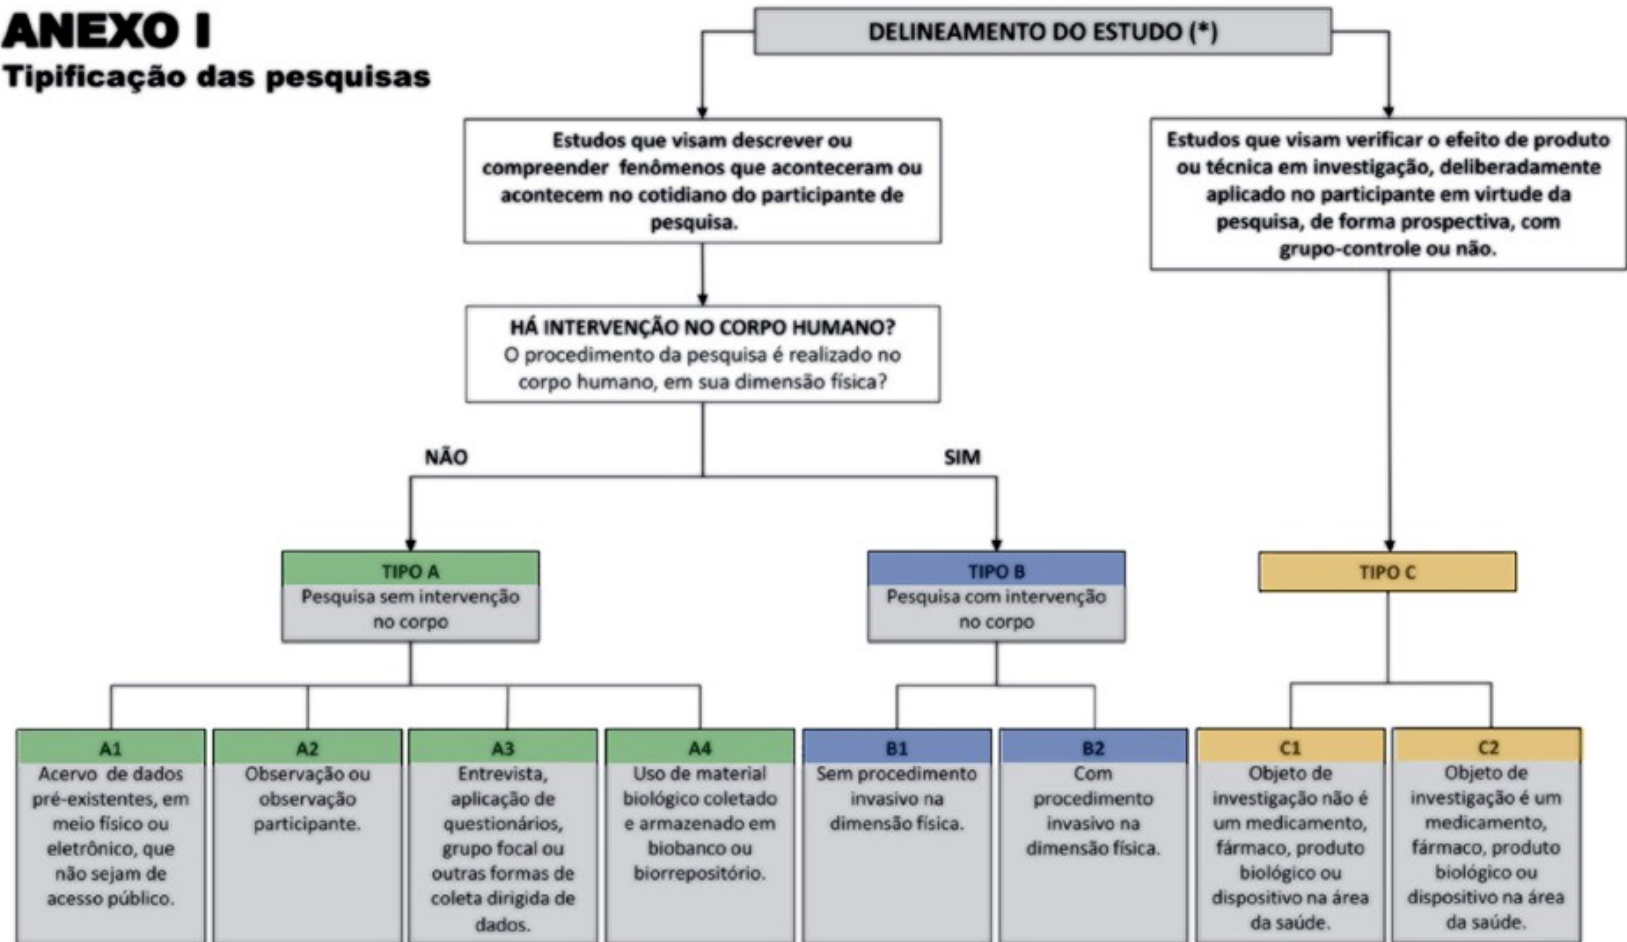 ANEXO I
Tipificação das pesquisas
DELINEAMENTO DO ESTUDO (*)
Estudos que visam descrever ou
compreender fenômenos que aconteceram ou
acontecem no cotidiano do participante de
pesquisa.
Estudos que visam verificar o efeito de produto
ou técnica em investigação, deliberadamente
aplicado no participante em virtude da
pesquisa, de forma prospectiva, com
grupo-controle ou não.
HÁ INTERVENÇÃO NO CORPO HUMANO?
O procedimento da pesquisa é realizado no
corpo humano, em sua dimensão física?
NÃO
SIM
TIPO A
Pesquisa sem intervenção
no corpo
TIPO B
Pesquisa com intervenção
no corpo
TIPO C
A1
Acervo de dados
pré-existentes, em
meio físico ou
eletrônico, que
não sejam de
acesso público.
A2
Observação ou
observação
participante.
A3
Entrevista,
aplicação de
questionários,
grupo focal ou
outras formas de
coleta dirigida de
dados.
A4
Uso de material
biológico coletado
e armazenado em
biobanco ou
biorrepositório.
B1
Sem procedimento
invasivo na
dimensão física.
B2
Com
procedimento
invasivo na
dimensão física.
C1
Objeto de
investigação não é
um medicamento,
fármaco, produto
biológico ou
dispositivo na área
da saúde.
C2
Objeto de
investigação é um
medicamento,
fármaco, produto
biológico ou
dispositivo na área
da saúde.